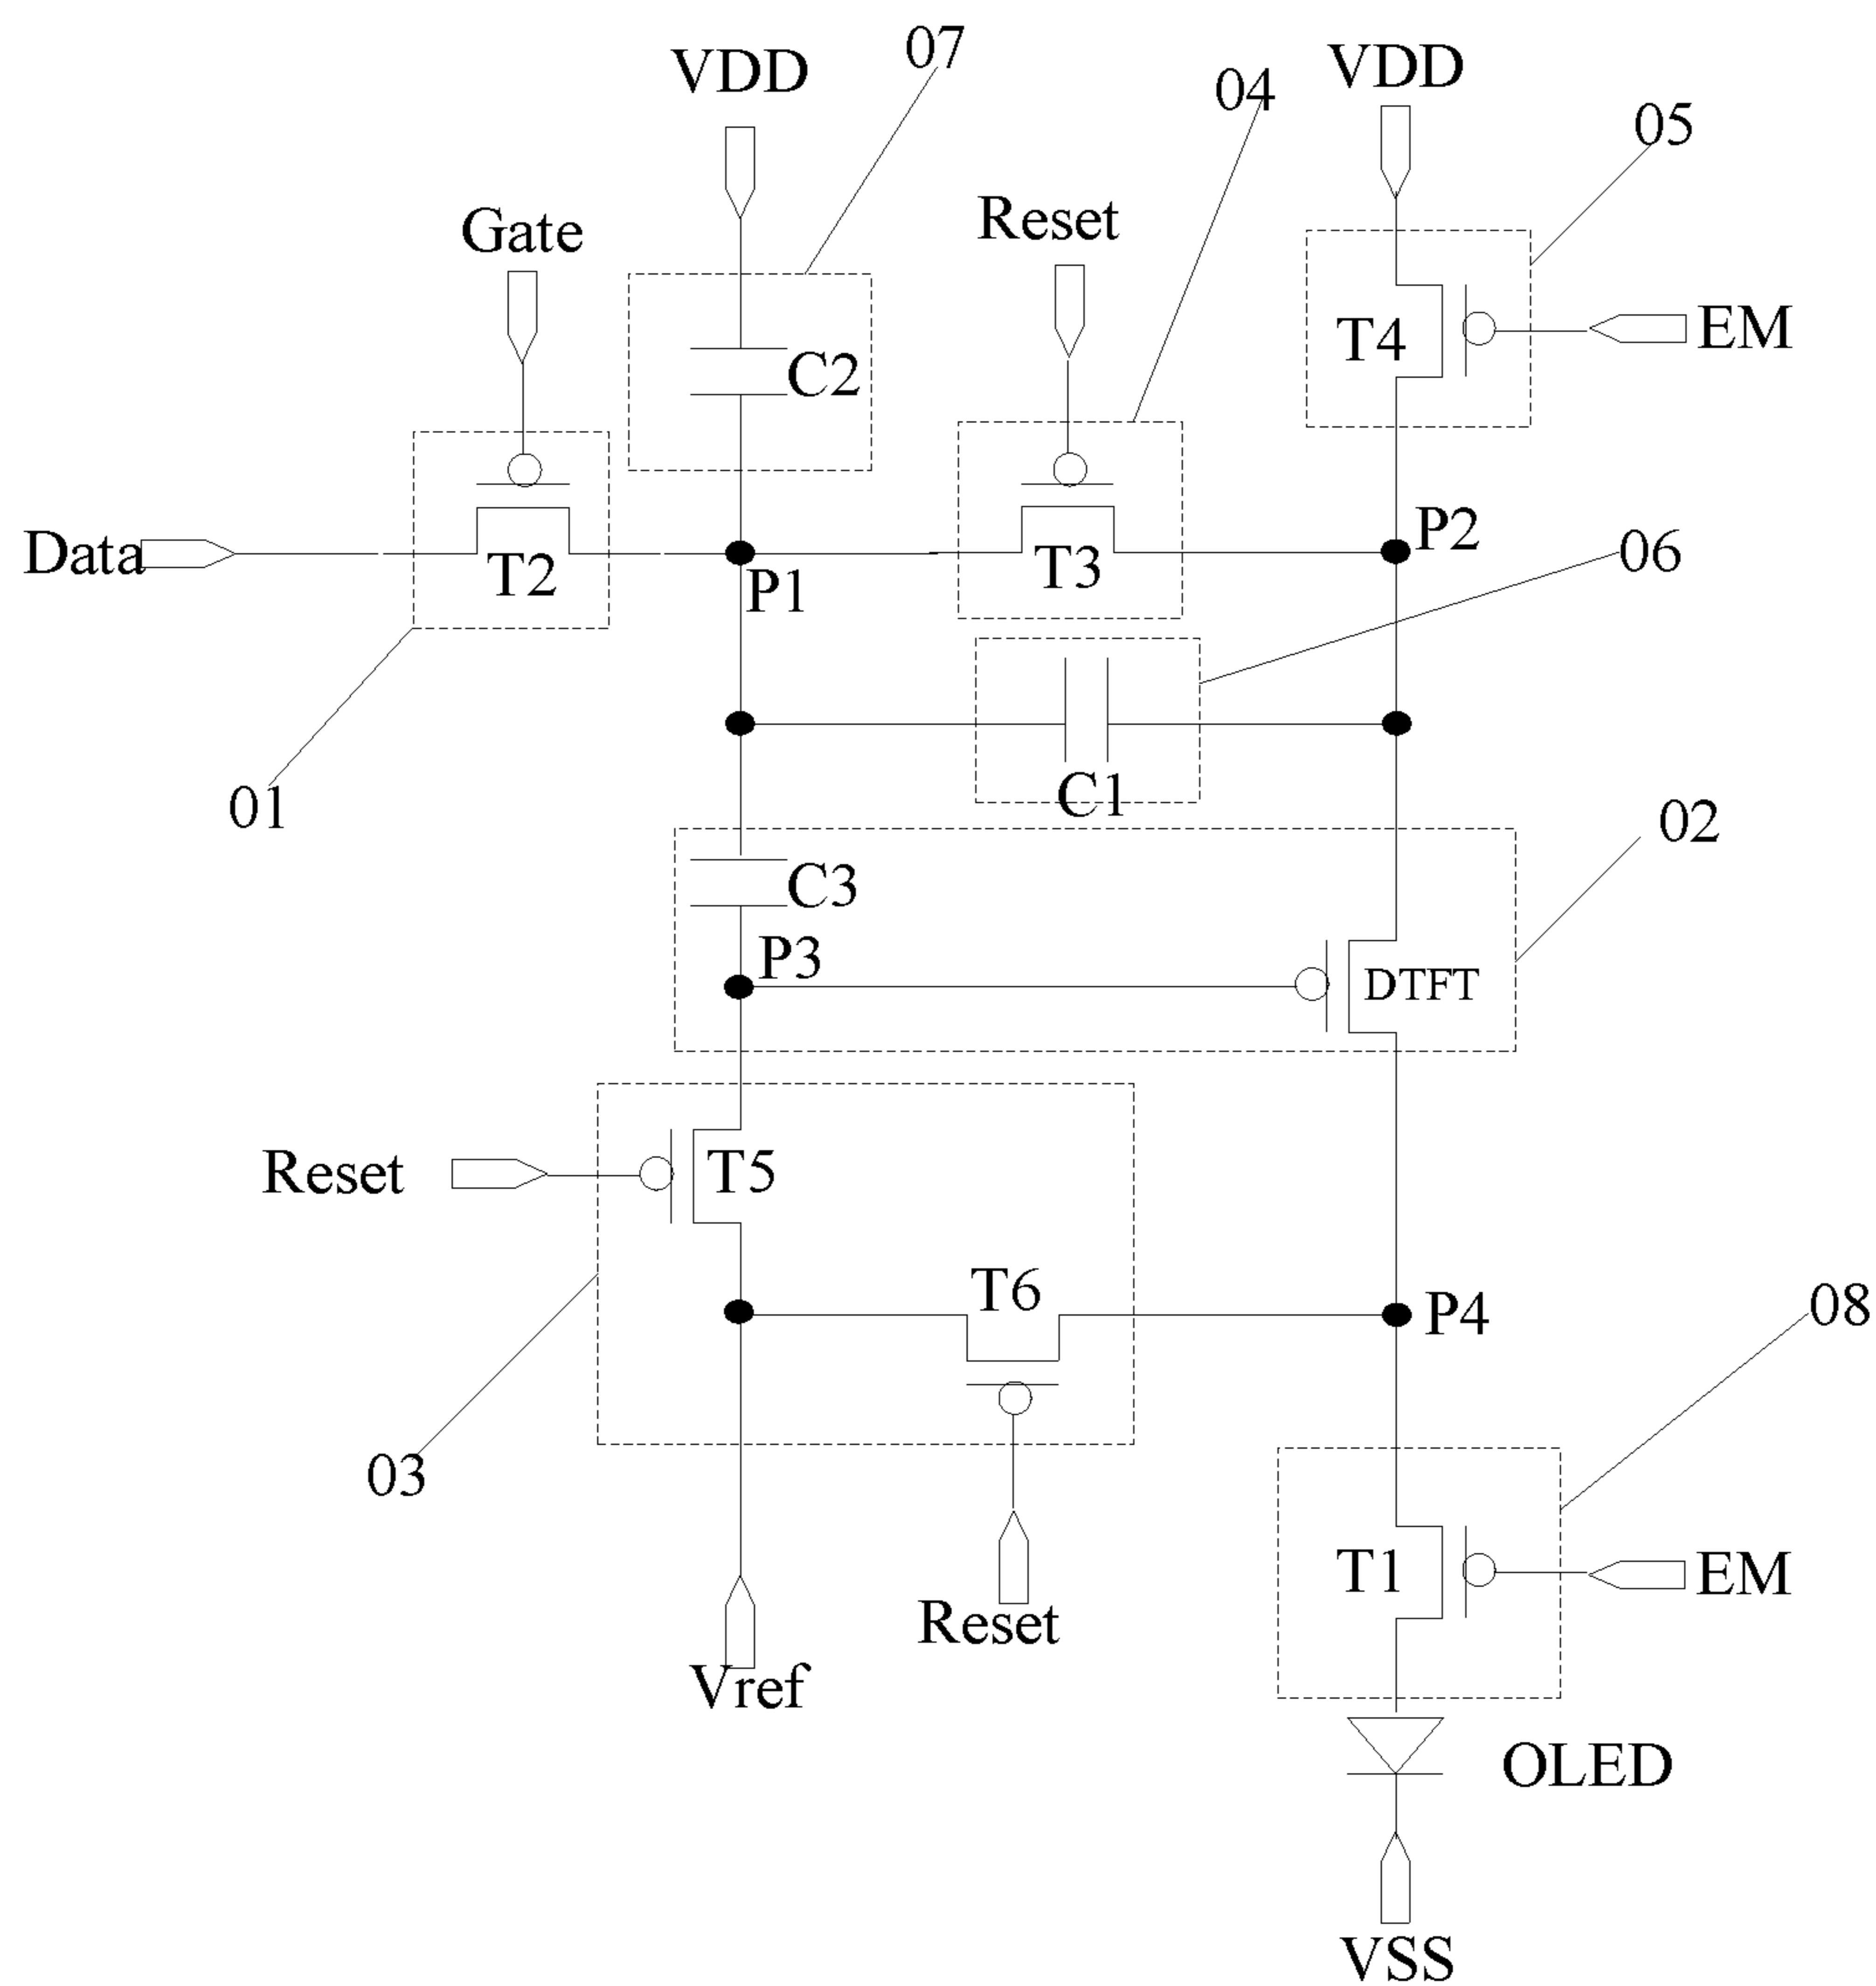 07
VDD
VDD
04
05
Gate
Reset
T4
EM
C2
P2
Data
T2
T3
06
P1
C1
01
02
C3
P3
DTFT
Reset
T5
T6
P4
08
03
T1
EM
Reset
Vref
OLED
VSS